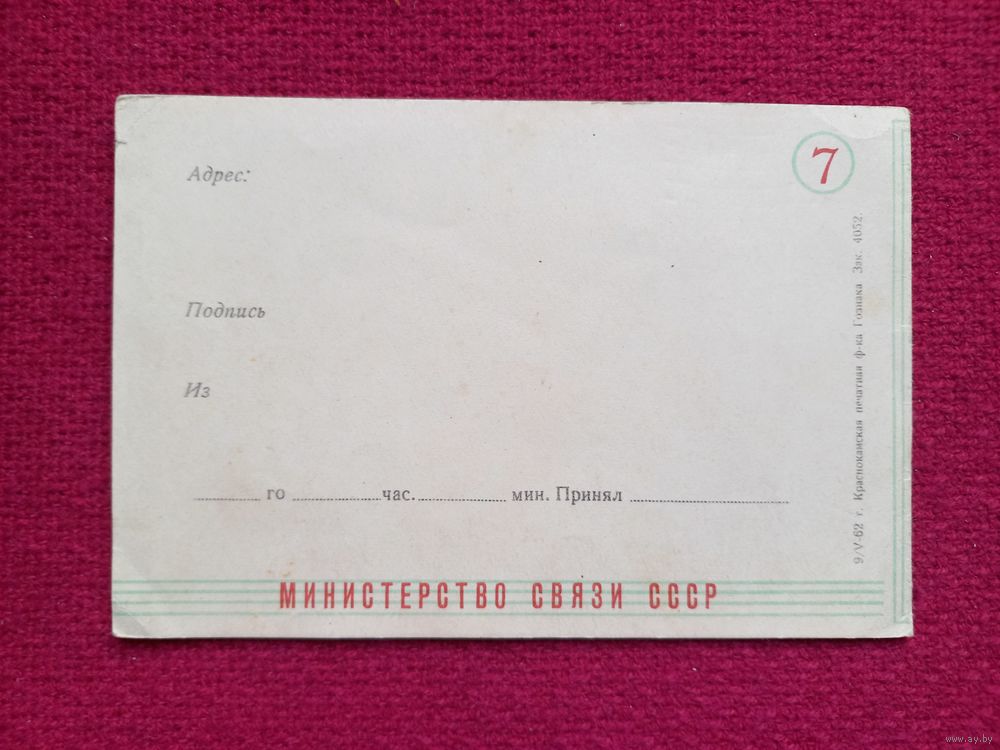 7
Адрес:
Подпись
Из
го час. мин. Принял
9/V-62 г. Краснокамская печатная ф-ка Гознака Зак. 4052.
МИНИСТЕРСТВО СВЯЗИ СССР
www.ay.by